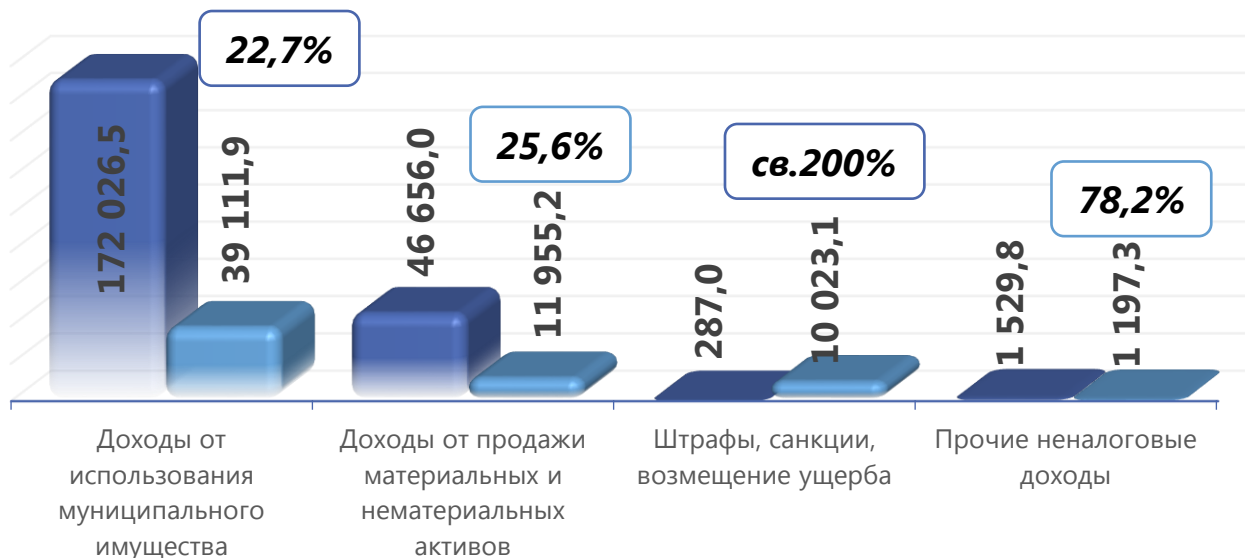 22,7%
172 026,5
39 111,9
25,6%
46 656,0
11 955,2
св.200%
287,0
10 023,1
78,2%
1 529,8
1 197,3
Доходы от
использования
муниципального
имущества
Доходы от продажи
материальных и
нематериальных
активов
Штрафы, санкции,
возмещение ущерба
Прочие неналоговые
доходы